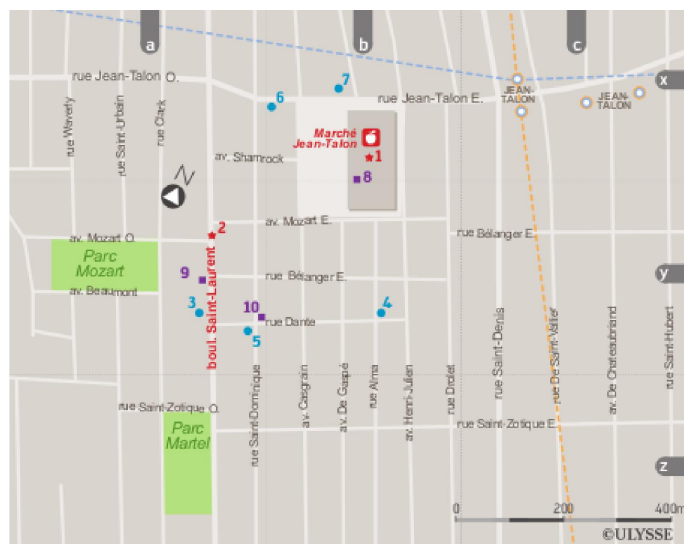 a
b
c
x
rue Jean-Talon O.
7
6
rue Jean-Talon E.
JEAN-
TALON
JEAN-
TALON
rue Waverly
rue Saint-Urbain
rue Clark
Marché
Jean-Talon
1
av. Shamrock
8
N
av. Mozart E.
2
av. Mozart O.
rue Bélanger E.
Parc
Mozart
boul. Saint-Laurent
9
rue Bélanger E.
y
av. Beaumont
3
10
rue Dante
4
5
rue Saint-Denis
rue De Saint-Vallier
av. De Chateaubriand
rue Saint-Hubert
rue Saint-Zotique O.
rue Saint-Dominique
av. Casgrain
av. De Gaspé
rue Alma
av. Henri-Julien
rue Drolet
rue Saint-Zotique E.
Parc
Martel
z
0
200
400m
©ULYSSE